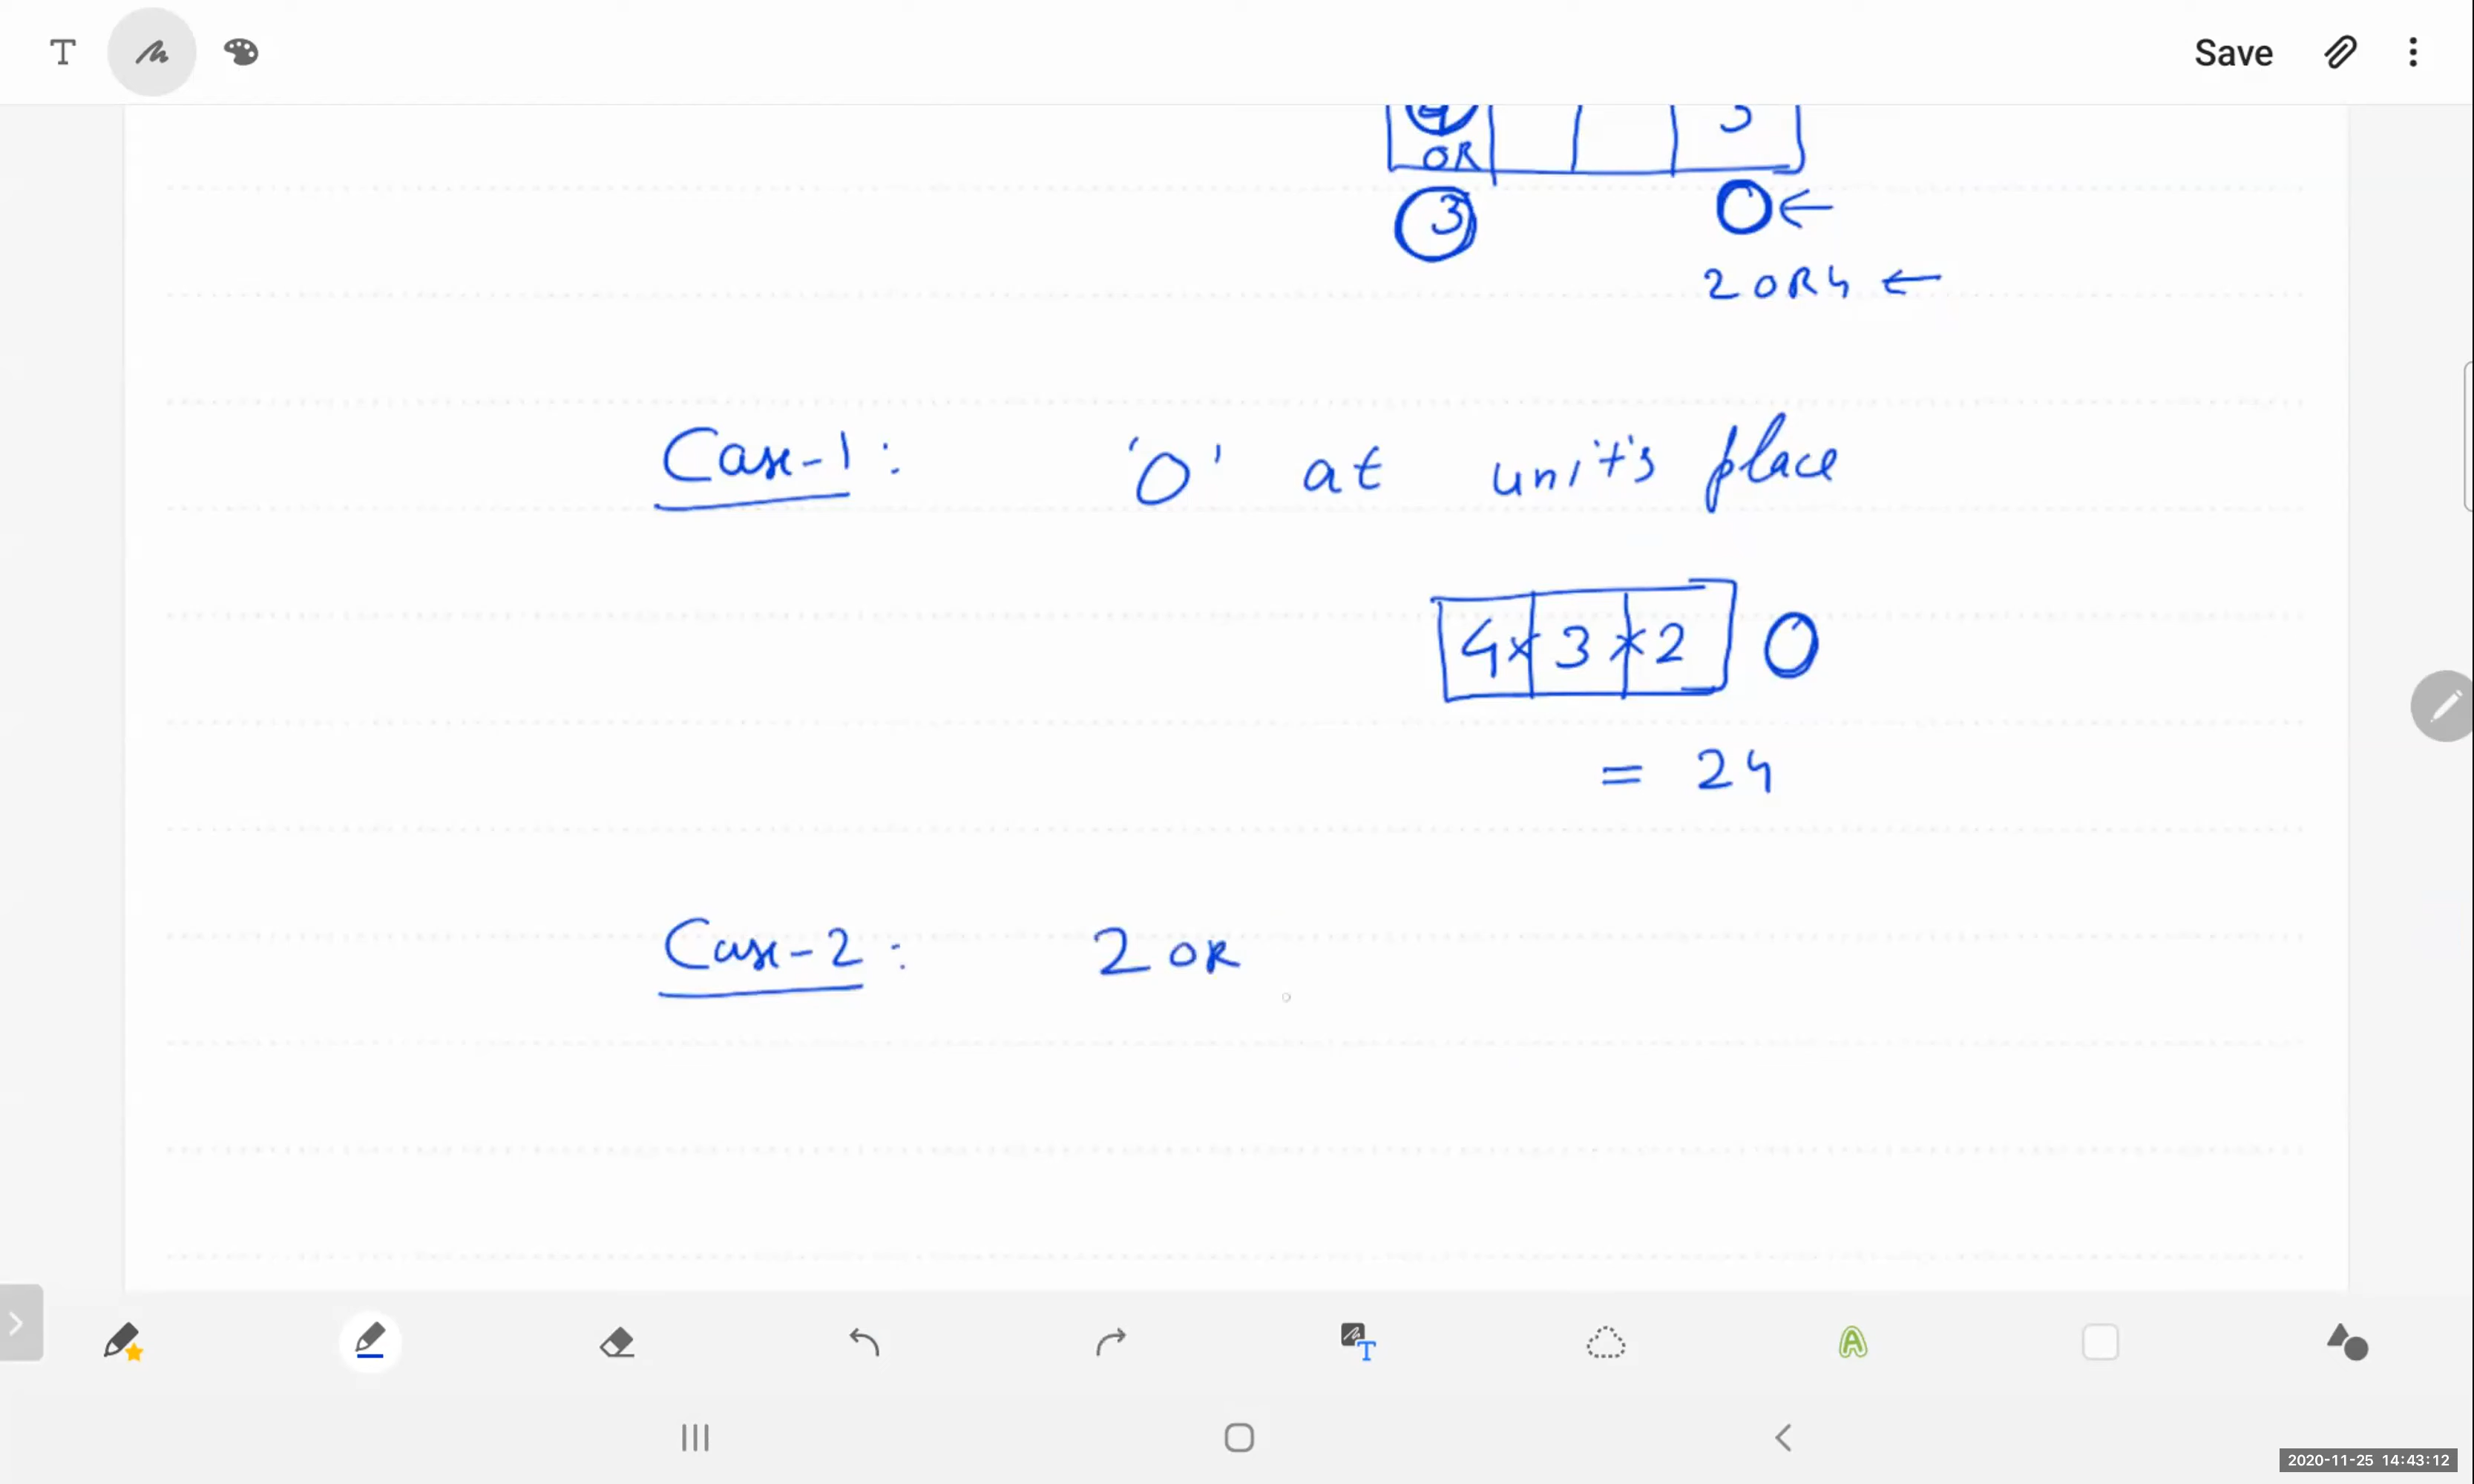 T
Save
4 3
OR
3 0 ←
2 OR 4 ←
Case-1 : '0' at unit's place
4 × 3 × 2 0
= 24
Case-2 : 2 OR
T
A
2020-11-25 14:43:12